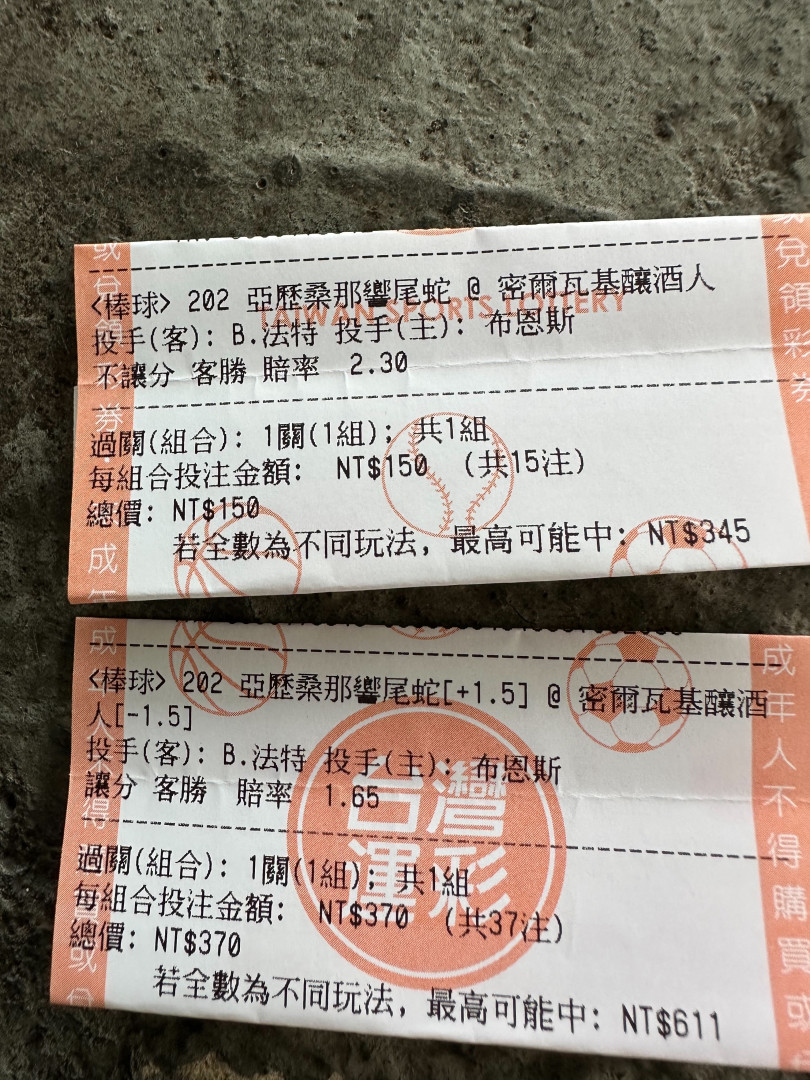 TAIWAN SPORTS LOTTERY
<棒球> 202 亞歷桑那響尾蛇 @ 密爾瓦基釀酒人
投手(客): B.法特 投手(主): 布恩斯
不讓分 客勝 賠率 2.30
過關(組合): 1關(1組); 共1組
每組合投注金額: NT$150 (共15注)
總價: NT$150
若全數為不同玩法, 最高可能中: NT$345
<棒球> 202 亞歷桑那響尾蛇[+1.5] @ 密爾瓦基釀酒
人[-1.5]
投手(客): B.法特 投手(主): 布恩斯
讓分 客勝 賠率 1.65
台灣
運彩
過關(組合): 1關(1組); 共1組
每組合投注金額: NT$370 (共37注)
總價: NT$370
若全數為不同玩法, 最高可能中: NT$611
兌領彩券
成年人不得購買或